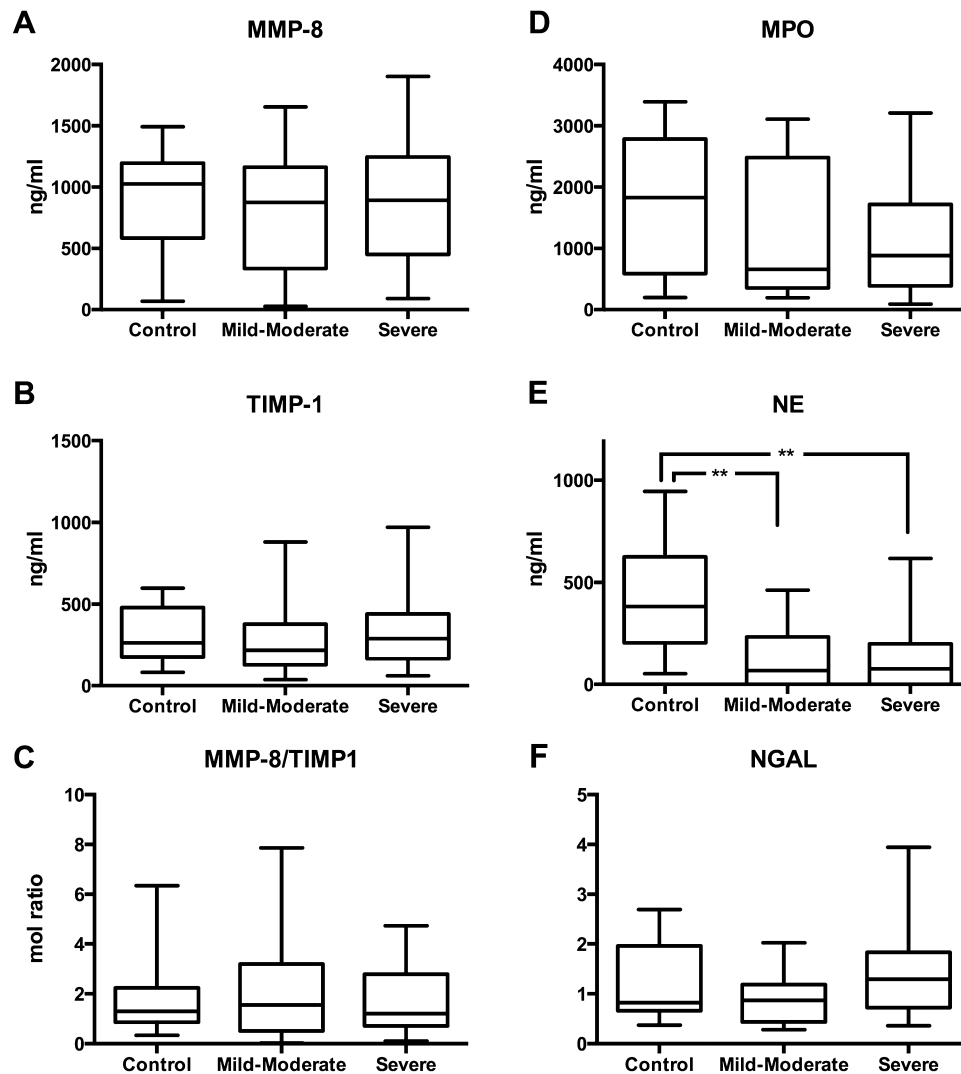 A
MMP-8
2000
1500
1000
500
0
ng/ml
Control Mild-Moderate Severe
D
MPO
4000
3000
2000
1000
0
ng/ml
Control Mild-Moderate Severe
B
TIMP-1
1500
1000
500
0
ng/ml
Control Mild-Moderate Severe
E
NE
1000
500
0
ng/ml
**
**
Control Mild-Moderate Severe
C
MMP-8/TIMP1
10
8
6
4
2
0
mol ratio
Control Mild-Moderate Severe
F
NGAL
5
4
3
2
1
0
Control Mild-Moderate Severe